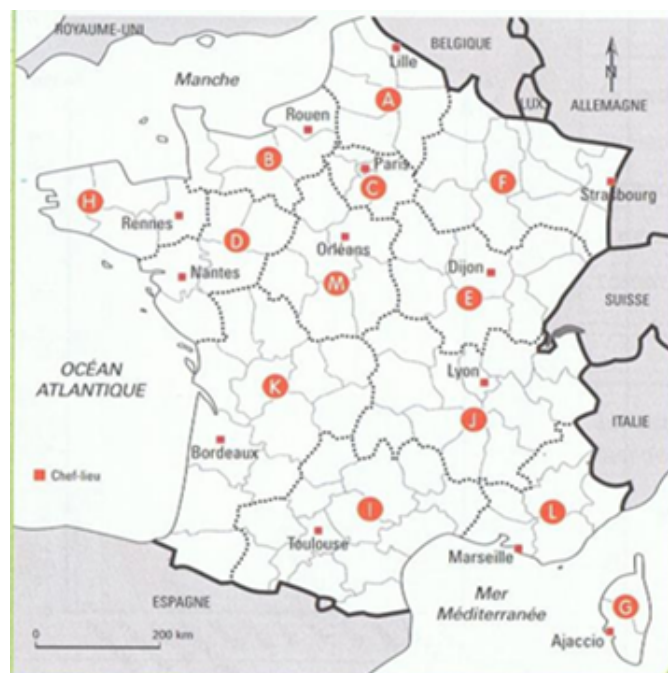 ROYAUME-UNI
BELGIQUE
Lille
N
Manche
A
LUX.
ALLEMAGNE
Rouen
B
Paris
C
F
Strasbourg
H
Rennes
D
Orléans
Nantes
M
Dijon
E
SUISSE
OCÉAN
ATLANTIQUE
K
Lyon
J
ITALIE
Bordeaux
Chef-lieu
I
L
Toulouse
Marseille
Mer
Méditerranée
G
ESPAGNE
Ajaccio
0
200 km